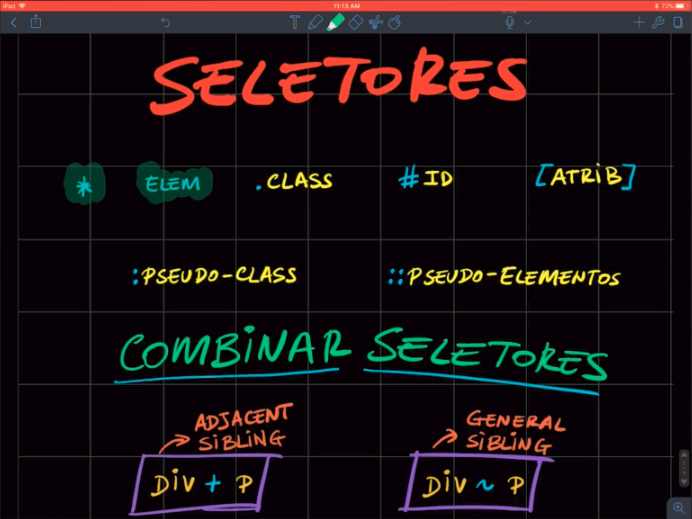 iPad 11:13 AM 72%
SELETORES
* ELEM .CLASS #ID [ATRIB]
:PSEUDO-CLASS ::PSEUDO-ELEMENTOS
COMBINAR SELETORES
ADJACENT SIBLING
GENERAL SIBLING
DIV + P
DIV ~ P